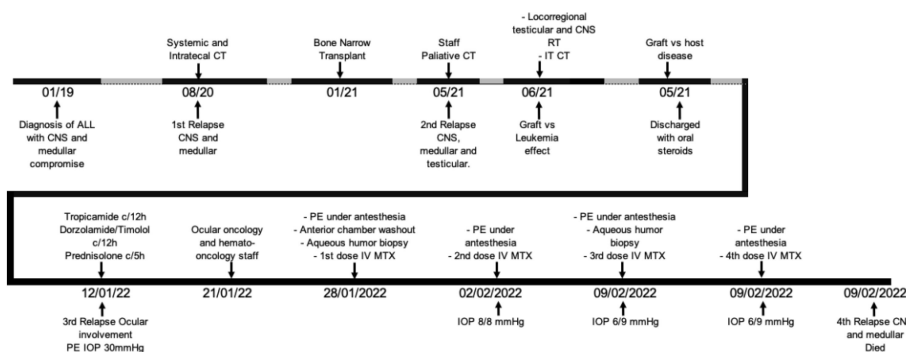 - Locorregional
testicular and CNS
RT
- IT CT
Systemic and
Intratecal CT
Bone Narrow
Transplant
Staff
Paliative CT
Graft vs host
disease
01/19
08/20
01/21
05/21
06/21
05/21
Diagnosis of ALL
with CNS and
medullar
compromise
1st Relapse
CNS and
medullar
2nd Relapse
CNS,
medullar and
testicular.
Graft vs
Leukemia
effect
Discharged
with oral
steroids
Tropicamide c/12h
Dorzolamide/Timolol
c/12h
Prednisolone c/5h
Ocular oncology
and hemato-
oncology staff
- PE under antesthesia
- Anterior chamber washout
- Aqueous humor biopsy
- 1st dose IV MTX
- PE under
antesthesia
- 2nd dose IV MTX
- PE under antesthesia
- Aqueous humor
biopsy
- 3rd dose IV MTX
- PE under
antesthesia
- 4th dose IV MTX
12/01/22
21/01/22
28/01/2022
02/02/2022
09/02/2022
09/02/2022
09/02/2022
3rd Relapse Ocular
involvement
PE IOP 30mmHg
IOP 8/8 mmHg
IOP 6/9 mmHg
IOP 6/9 mmHg
4th Relapse CN
and medullar
Died